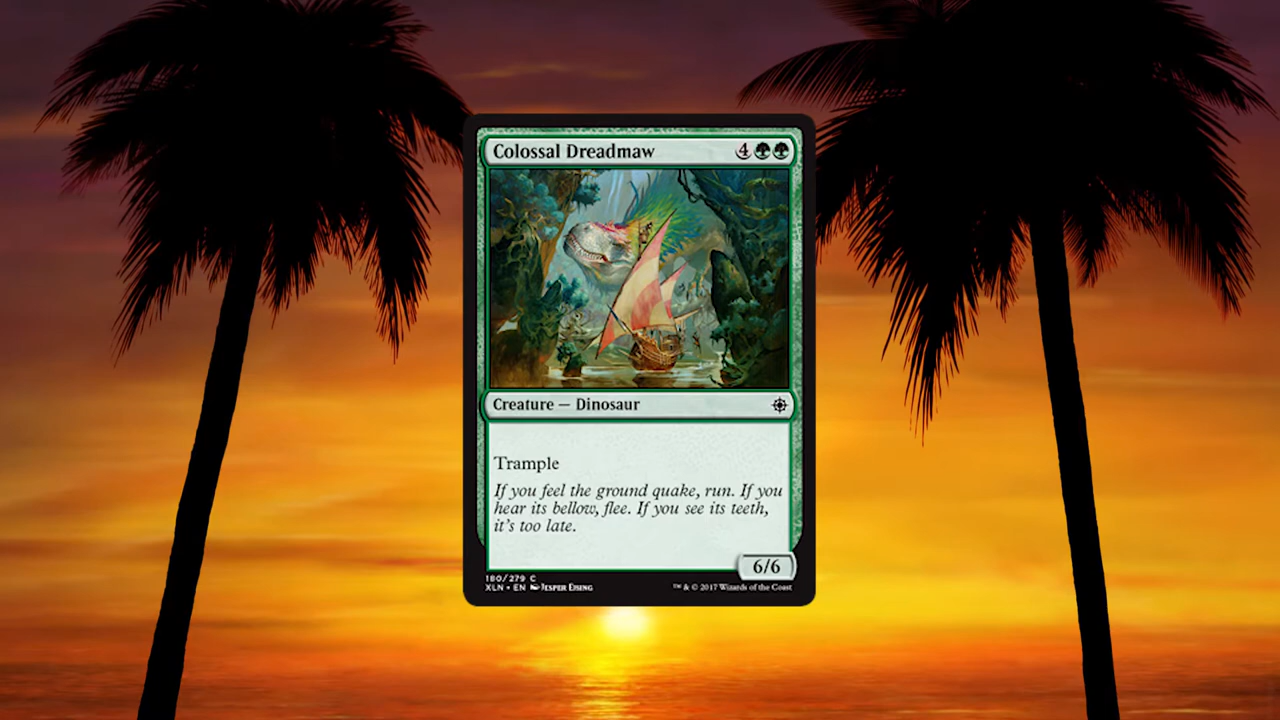 Colossal Dreadmaw 4
Creature — Dinosaur
Trample
If you feel the ground quake, run. If you
hear its bellow, flee. If you see its teeth,
it's too late.
6/6
180/279 C
XLN • EN Jesper Ejsing
™ & © 2017 Wizards of the Coast